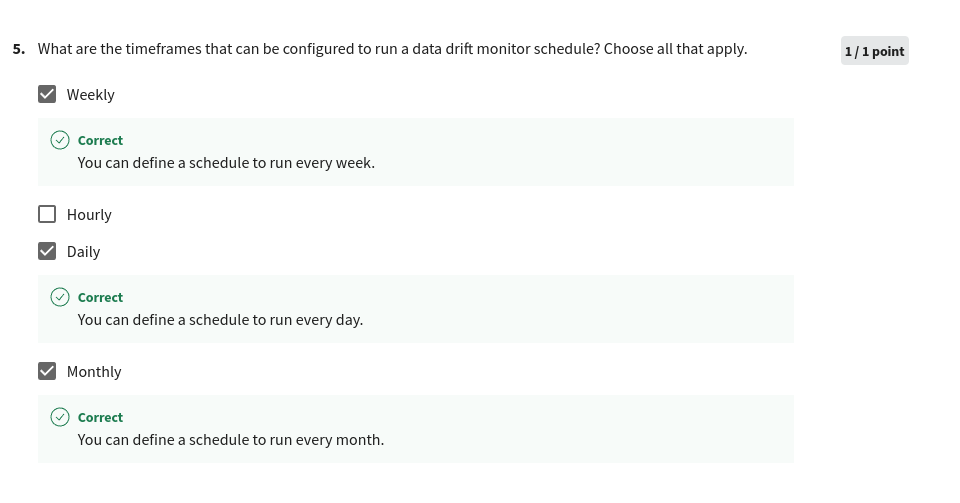 5. What are the timeframes that can be configured to run a data drift monitor schedule? Choose all that apply.
1 / 1 point
Weekly
Correct
You can define a schedule to run every week.
Hourly
Daily
Correct
You can define a schedule to run every day.
Monthly
Correct
You can define a schedule to run every month.